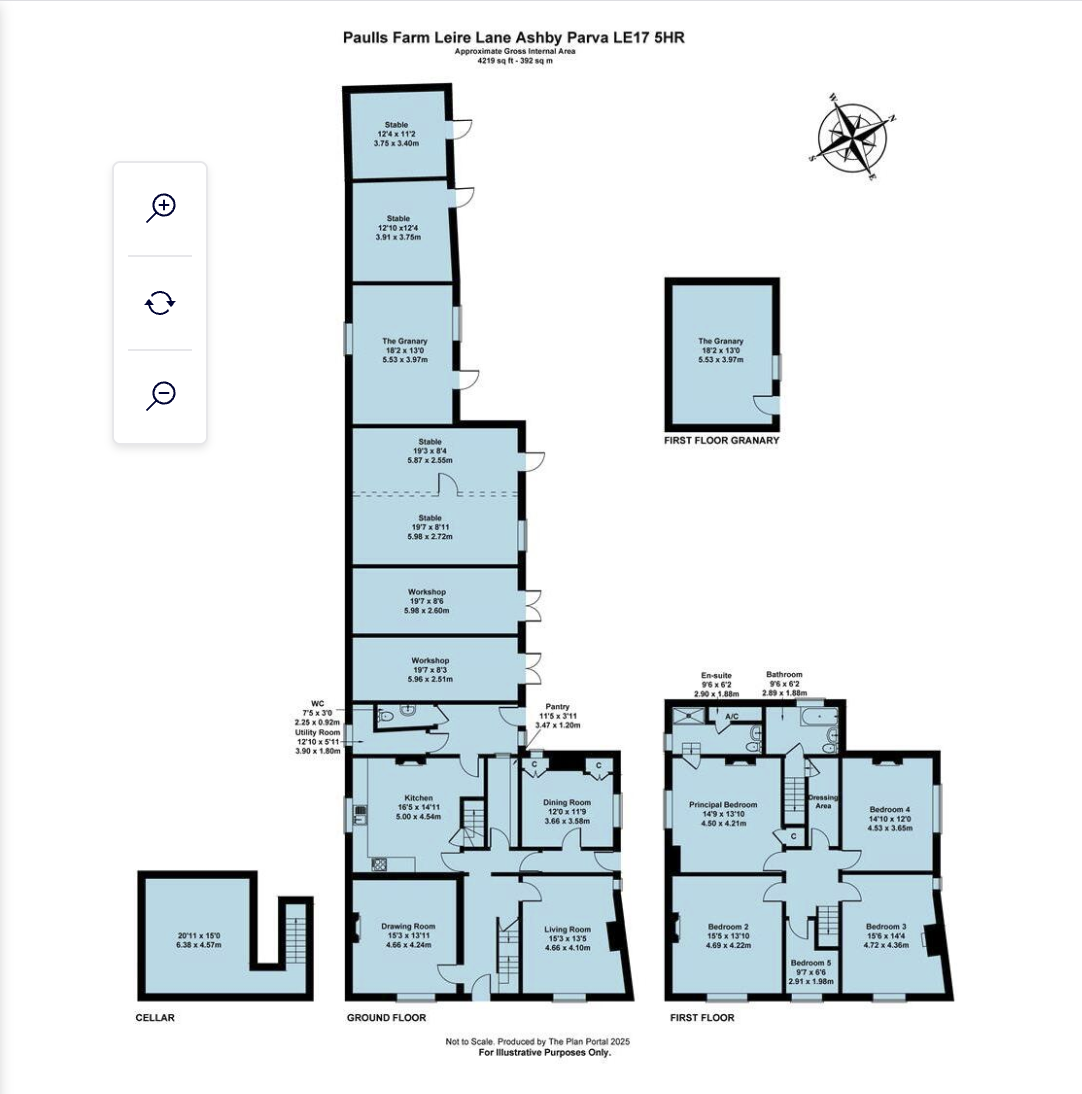 Paulls Farm Leire Lane Ashby Parva LE17 5HR
Approximate Gross Internal Area
4219 sq ft - 392 sq m
W
N
S
E
Stable
12'4 x 11'2
3.75 x 3.40m
Stable
12'10 x12'4
3.91 x 3.75m
The Granary
18'2 x 13'0
5.53 x 3.97m
The Granary
18'2 x 13'0
5.53 x 3.97m
FIRST FLOOR GRANARY
Stable
19'3 x 8'4
5.87 x 2.55m
Stable
19'7 x 8'11
5.98 x 2.72m
Workshop
19'7 x 8'6
5.98 x 2.60m
Workshop
19'7 x 8'3
5.96 x 2.51m
WC
7'5 x 3'0
2.25 x 0.92m
Utility Room
12'10 x 5'11
3.90 x 1.80m
Pantry
11'5 x 3'11
3.47 x 1.20m
Kitchen
16'5 x 14'11
5.00 x 4.54m
C
C
Dining Room
12'0 x 11'9
3.66 x 3.58m
Drawing Room
15'3 x 13'11
4.66 x 4.24m
Living Room
15'3 x 13'5
4.66 x 4.10m
En-suite
9'6 x 6'2
2.90 x 1.88m
Bathroom
9'6 x 6'2
2.89 x 1.88m
A/C
Principal Bedroom
14'9 x 13'10
4.50 x 4.21m
Dressing
Area
C
Bedroom 4
14'10 x 12'0
4.53 x 3.65m
Bedroom 2
15'5 x 13'10
4.69 x 4.22m
Bedroom 3
15'6 x 14'4
4.72 x 4.36m
Bedroom 5
9'7 x 6'6
2.91 x 1.98m
20'11 x 15'0
6.38 x 4.57m
CELLAR
GROUND FLOOR
FIRST FLOOR
Not to Scale. Produced by The Plan Portal 2025
For Illustrative Purposes Only.